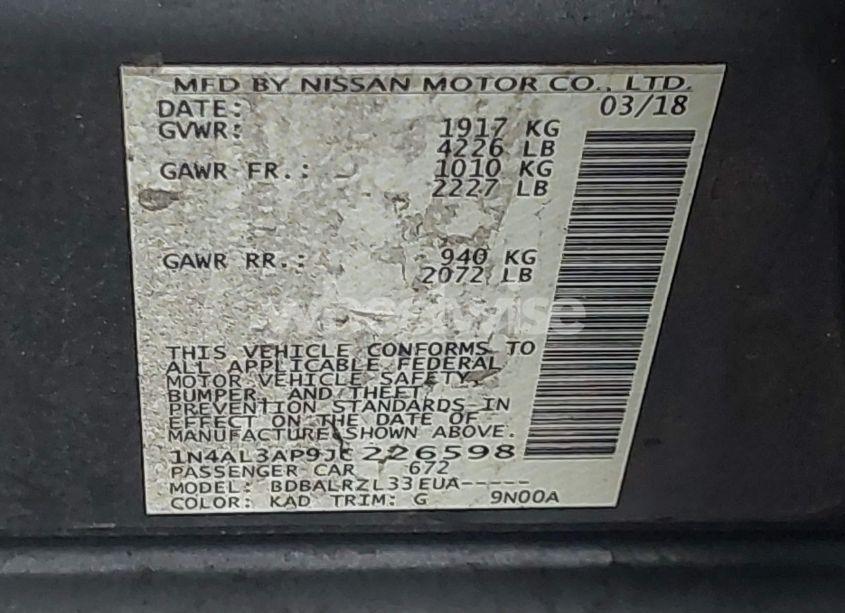 MFD BY NISSAN MOTOR CO., LTD.
DATE: 03/18
GVWR: 1917 KG
4226 LB
GAWR FR.: 1010 KG
2227 LB
GAWR RR.: 940 KG
2072 LB
wheelwise
THIS VEHICLE CONFORMS TO
ALL APPLICABLE FEDERAL
MOTOR VEHICLE SAFETY,
BUMPER, AND THEFT
PREVENTION STANDARDS IN
EFFECT ON THE DATE OF
MANUFACTURE SHOWN ABOVE.
1N4AL3AP9JC226598
PASSENGER CAR 672
MODEL: BDBALRZL33EUA-----
COLOR: KAD TRIM: G 9N00A